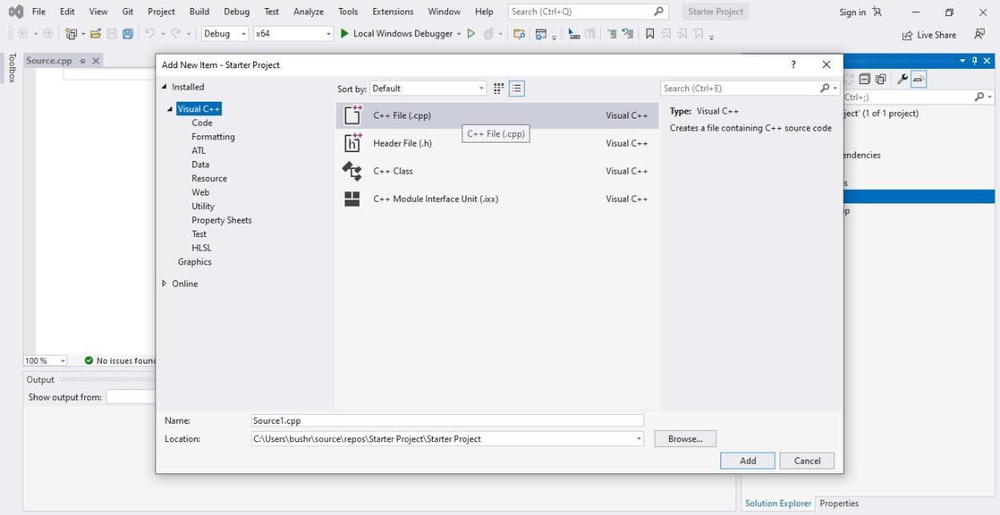 File Edit View Git Project Build Debug Test Analyze Tools Extensions Window Help Search (Ctrl+Q) Starter Project Sign in
Debug x64 Local Windows Debugger Live Share
Toolbox
Source.cpp
Add New Item - Starter Project ?
Installed
Sort by: Default
Search (Ctrl+E)
Visual C++
Code
Formatting
ATL
Data
Resource
Web
Utility
Property Sheets
Test
HLSL
Graphics
Online
C++ File (.cpp) Visual C++
C++ File (.cpp)
Header File (.h) Visual C++
C++ Class Visual C++
C++ Module Interface Unit (.ixx) Visual C++
Type: Visual C++
Creates a file containing C++ source code
Ctrl+;)
ject' (1 of 1 project)
endencies
s
p
100 % No issues found
Output
Show output from:
Name: Source1.cpp
Location: C:\Users\bushr\source\repos\Starter Project\Starter Project Browse...
Add Cancel
Solution Explorer Properties